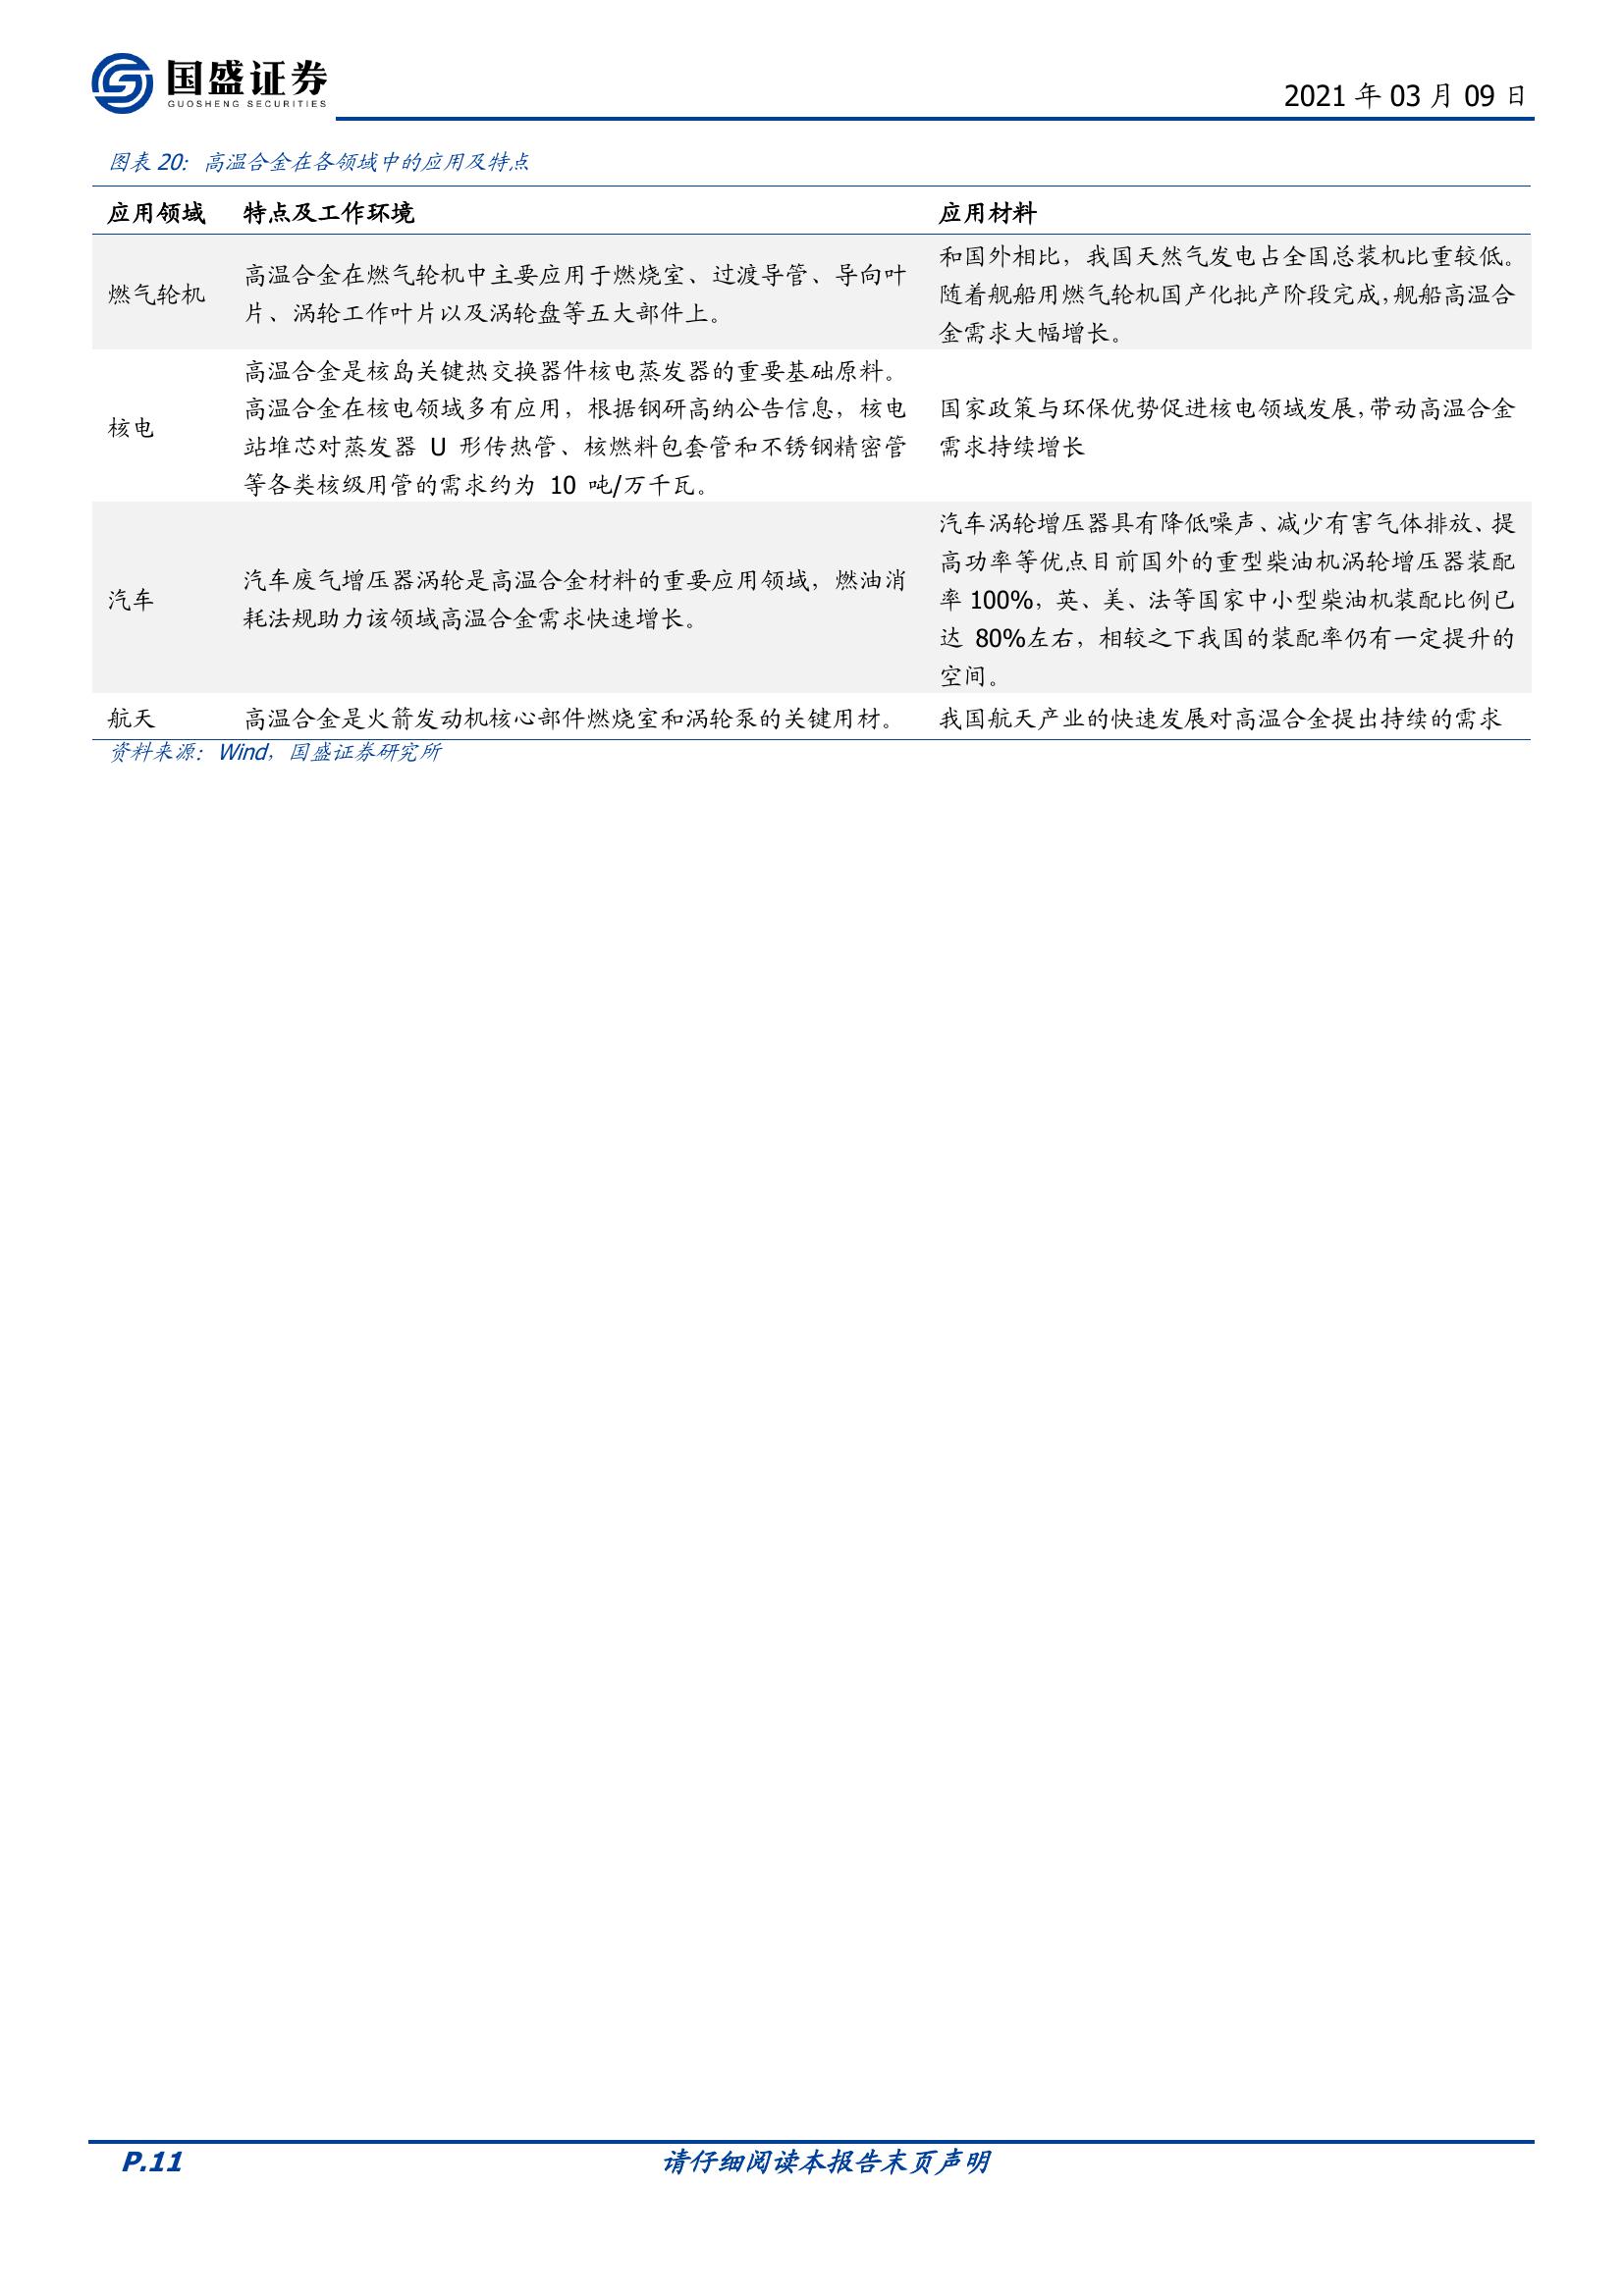 国盛证券
GUOSHENG SECURITIES
2021 年 03 月 09 日
图表 20：高温合金在各领域中的应用及特点
应用领域 特点及工作环境 应用材料
燃气轮机
高温合金在燃气轮机中主要应用于燃烧室、过渡导管、导向叶
片、涡轮工作叶片以及涡轮盘等五大部件上。
和国外相比，我国天然气发电占全国总装机比重较低。
随着舰船用燃气轮机国产化批产阶段完成，舰船高温合
金需求大幅增长。
核电
高温合金是核岛关键热交换器件核电蒸发器的重要基础原料。
高温合金在核电领域多有应用，根据钢研高纳公告信息，核电
站堆芯对蒸发器 U 形传热管、核燃料包套管和不锈钢精密管
等各类核级用管的需求约为 10 吨/万千瓦。
国家政策与环保优势促进核电领域发展，带动高温合金
需求持续增长
汽车
汽车废气增压器涡轮是高温合金材料的重要应用领域，燃油消
耗法规助力该领域高温合金需求快速增长。
汽车涡轮增压器具有降低噪声、减少有害气体排放、提
高功率等优点目前国外的重型柴油机涡轮增压器装配
率 100%，英、美、法等国家中小型柴油机装配比例已
达 80%左右，相较之下我国的装配率仍有一定提升的
空间。
航天
高温合金是火箭发动机核心部件燃烧室和涡轮泵的关键用材。
我国航天产业的快速发展对高温合金提出持续的需求
资料来源：Wind，国盛证券研究所
P.11
请仔细阅读本报告末页声明